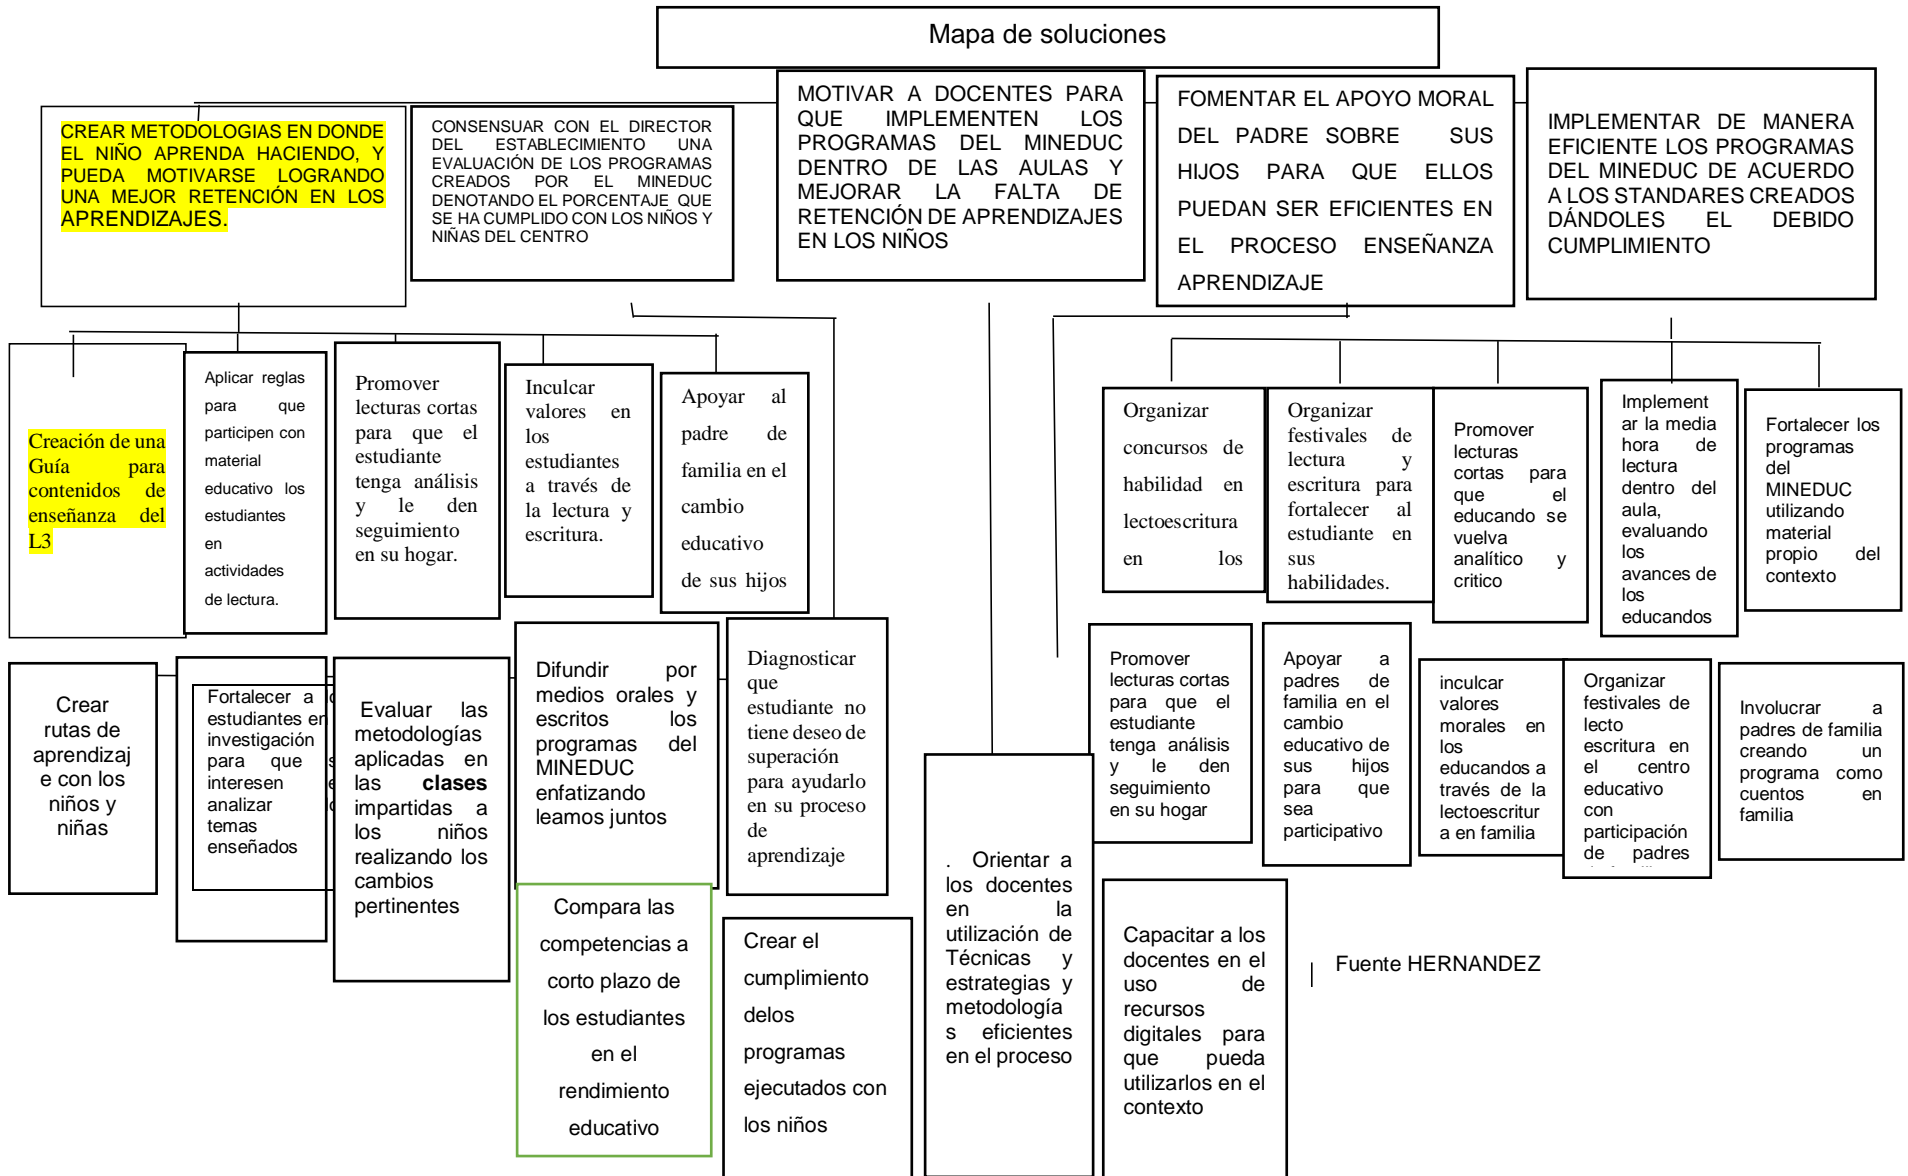 Mapa de soluciones
CREAR METODOLOGIAS EN DONDE
EL NIÑO APRENDA HACIENDO, Y
PUEDA MOTIVARSE LOGRANDO
UNA MEJOR RETENCIÓN EN LOS
APRENDIZAJES.
CONSENSUAR CON EL DIRECTOR
DEL ESTABLECIMIENTO UNA
EVALUACIÓN DE LOS PROGRAMAS
CREADOS POR EL MINEDUC
DENOTANDO EL PORCENTAJE QUE
SE HA CUMPLIDO CON LOS NIÑOS Y
NIÑAS DEL CENTRO
MOTIVAR A DOCENTES PARA
QUE IMPLEMENTEN LOS
PROGRAMAS DEL MINEDUC
DENTRO DE LAS AULAS Y
MEJORAR LA FALTA DE
RETENCIÓN DE APRENDIZAJES
EN LOS NIÑOS
FOMENTAR EL APOYO MORAL
DEL PADRE SOBRE SUS
HIJOS PARA QUE ELLOS
PUEDAN SER EFICIENTES EN
EL PROCESO ENSEÑANZA
APRENDIZAJE
IMPLEMENTAR DE MANERA
EFICIENTE LOS PROGRAMAS
DEL MINEDUC DE ACUERDO
A LOS STANDARES CREADOS
DÁNDOLES EL DEBIDO
CUMPLIMIENTO
Creación de una
Guía para
contenidos de
enseñanza del
L3
Aplicar reglas
para que
participen con
material
educativo los
estudiantes
en
actividades
de lectura.
Promover
lecturas cortas
para que el
estudiante
tenga análisis
y le den
seguimiento
en su hogar.
Inculcar
valores en
los
estudiantes
a través de
la lectura y
escritura.
Apoyar al
padre de
familia en el
cambio
educativo
de sus hijos
Organizar
concursos de
habilidad en
lectoescritura
en los
Organizar
festivales de
lectura y
escritura para
fortalecer al
estudiante en
sus
habilidades.
Promover
lecturas
cortas para
que el
educando se
vuelva
analítico y
critico
Implement
ar la media
hora de
lectura
dentro del
aula,
evaluando
los
avances de
los
educandos
Fortalecer los
programas
del
MINEDUC
utilizando
material
propio del
contexto
Crear
rutas de
aprendizaj
e con los
niños y
niñas
Fortalecer a
estudiantes en
investigación
para que
interesen
analizar
temas
enseñados
Evaluar las
metodologías
aplicadas en
las clases
impartidas a
los niños
realizando los
cambios
pertinentes
Difundir por
medios orales y
escritos los
programas del
MINEDUC
enfatizando
leamos juntos
Diagnosticar
que
estudiante no
tiene deseo de
superación
para ayudarlo
en su proceso
de
aprendizaje
Promover
lecturas cortas
para que el
estudiante
tenga análisis
y le den
seguimiento
en su hogar
Apoyar a
padres de
familia en el
cambio
educativo de
sus hijos
para que
sea
participativo
inculcar
valores
morales en
los
educandos a
través de la
lectoescritur
a en familia
Organizar
festivales de
lecto
escritura en
el centro
educativo
con
participación
de padres
Involucrar a
padres de familia
creando un
programa como
cuentos en
familia
Compara las
competencias a
corto plazo de
los estudiantes
en el
rendimiento
educativo
Crear el
cumplimiento
delos
programas
ejecutados con
los niños
. Orientar a
los docentes
en la
utilización de
Técnicas y
estrategias y
metodología
s eficientes
en el proceso
Capacitar a los
docentes en el
uso de
recursos
digitales para
que pueda
utilizarlos en el
contexto
Fuente HERNANDEZ